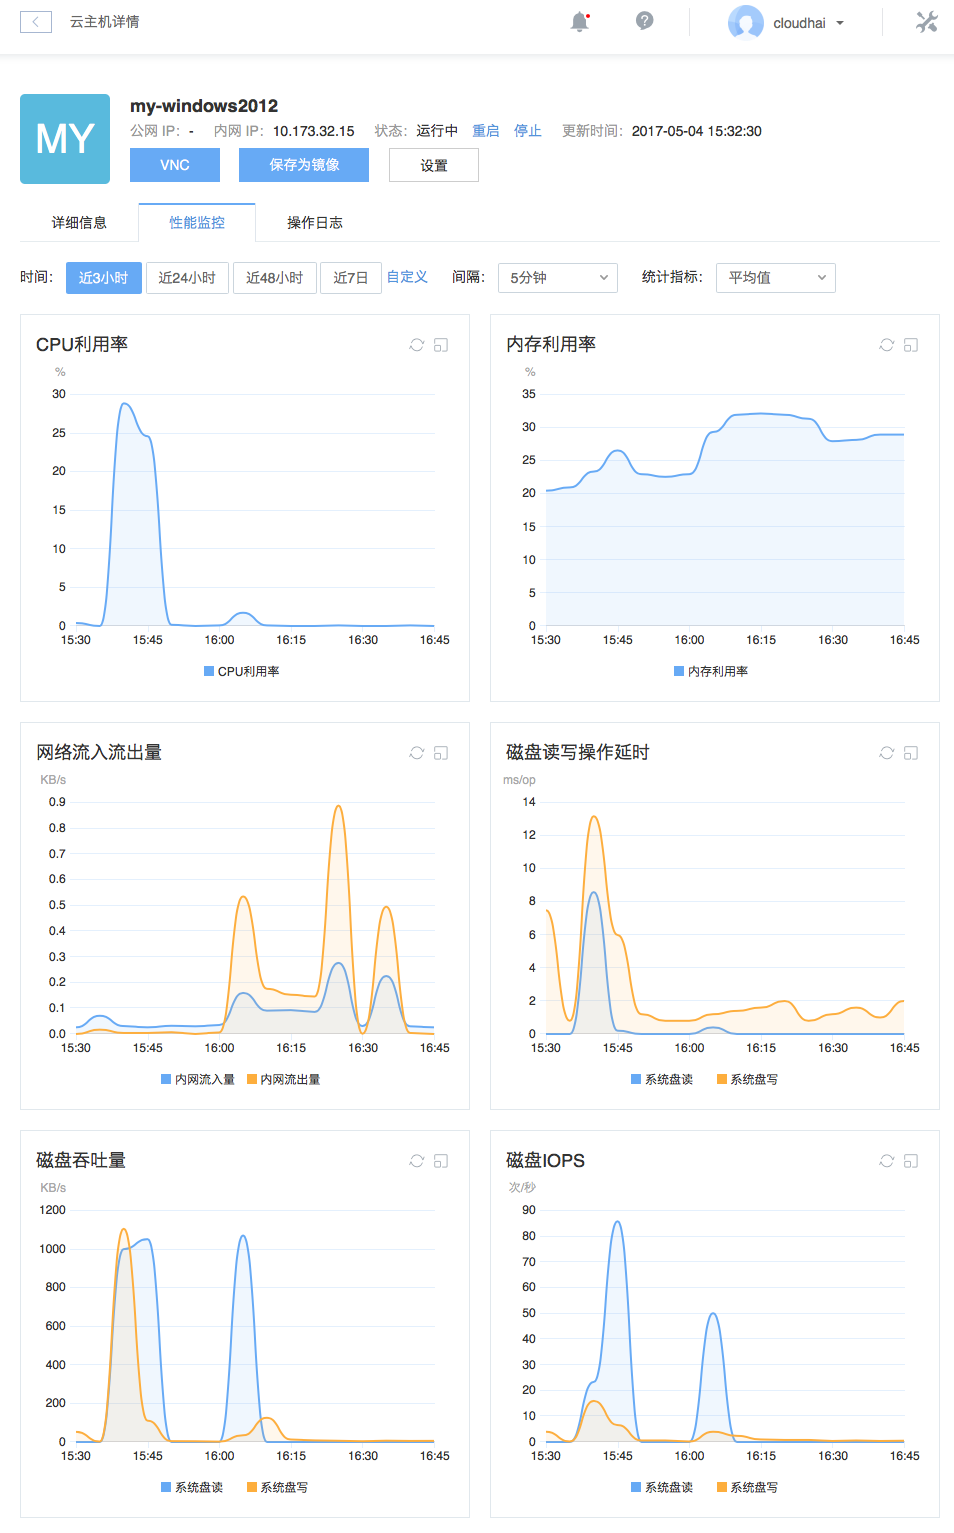 云主机详情
? cloudhai
MY
my-windows2012
公网 IP： - 内网 IP： 10.173.32.15 状态： 运行中 重启 停止 更新时间： 2017-05-04 15:32:30
VNC 保存为镜像 设置
详细信息 性能监控 操作日志
时间： 近3小时 近24小时 近48小时 近7日 自定义 间隔： 5分钟 统计指标： 平均值
CPU利用率
%
30
25
20
15
10
5
0
15:30 15:45 16:00 16:15 16:30 16:45
CPU利用率
内存利用率
%
35
30
25
20
15
10
5
0
15:30 15:45 16:00 16:15 16:30 16:45
内存利用率
网络流入流出量
KB/s
0.9
0.8
0.7
0.6
0.5
0.4
0.3
0.2
0.1
0.0
15:30 15:45 16:00 16:15 16:30 16:45
内网流入量 内网流出量
磁盘读写操作延时
ms/op
14
12
10
8
6
4
2
0
15:30 15:45 16:00 16:15 16:30 16:45
系统盘读 系统盘写
磁盘吞吐量
KB/s
1200
1000
800
600
400
200
0
15:30 15:45 16:00 16:15 16:30 16:45
系统盘读 系统盘写
磁盘IOPS
次/秒
90
80
70
60
50
40
30
20
10
0
15:30 15:45 16:00 16:15 16:30 16:45
系统盘读 系统盘写